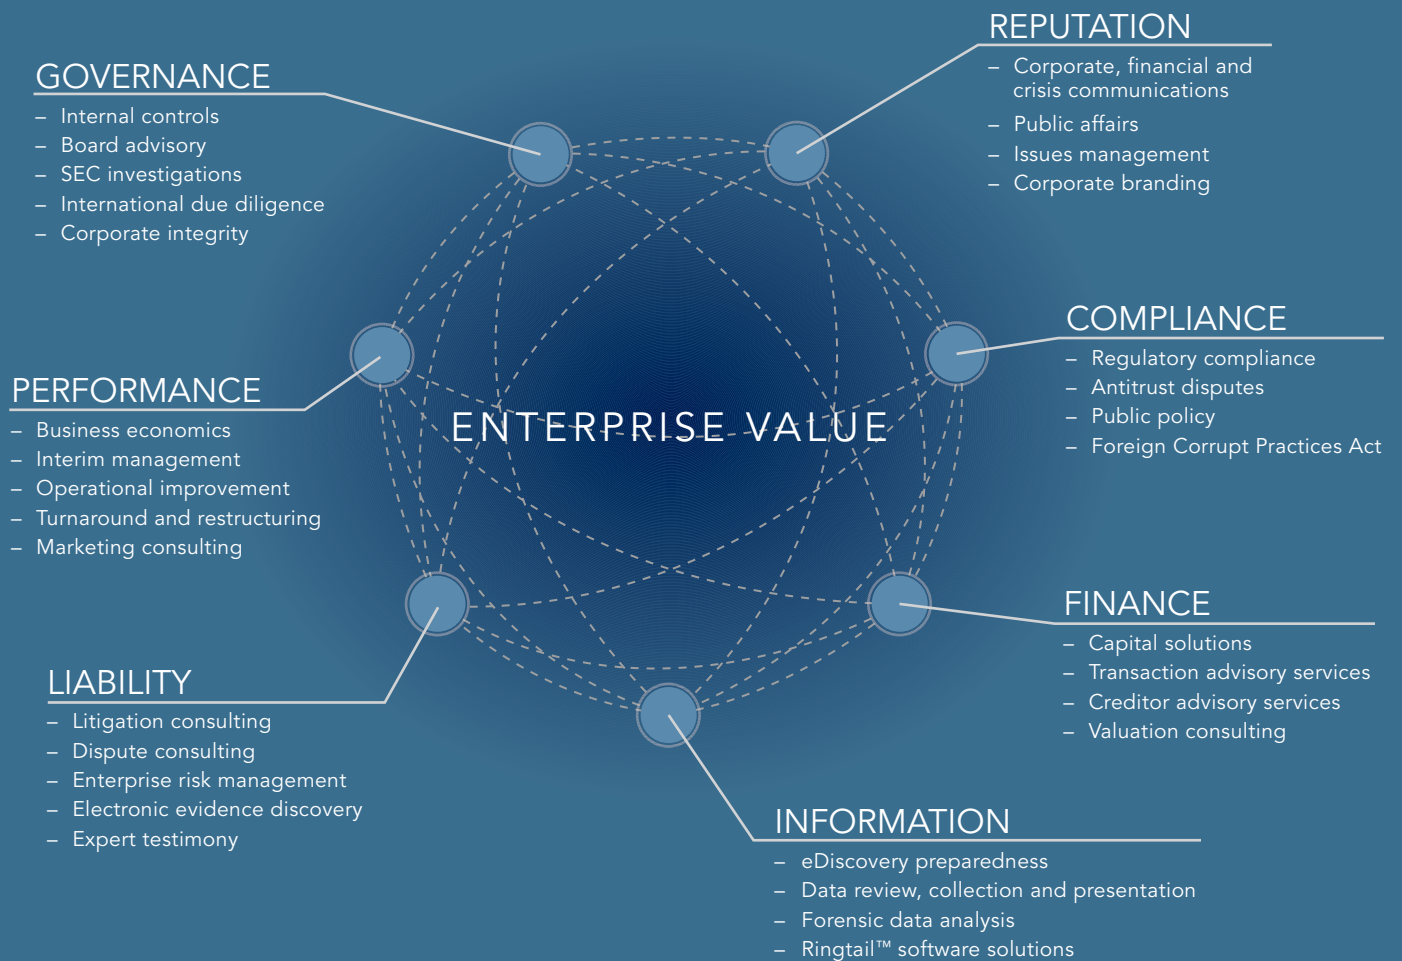 GOVERNANCE
– Internal controls
– Board advisory
– SEC investigations
– International due diligence
– Corporate integrity
REPUTATION
– Corporate, financial and
crisis communications
– Public affairs
– Issues management
– Corporate branding
COMPLIANCE
– Regulatory compliance
– Antitrust disputes
– Public policy
– Foreign Corrupt Practices Act
PERFORMANCE
– Business economics
– Interim management
– Operational improvement
– Turnaround and restructuring
– Marketing consulting
ENTERPRISE VALUE
FINANCE
– Capital solutions
– Transaction advisory services
– Creditor advisory services
– Valuation consulting
LIABILITY
– Litigation consulting
– Dispute consulting
– Enterprise risk management
– Electronic evidence discovery
– Expert testimony
INFORMATION
– eDiscovery preparedness
– Data review, collection and presentation
– Forensic data analysis
– Ringtail™ software solutions